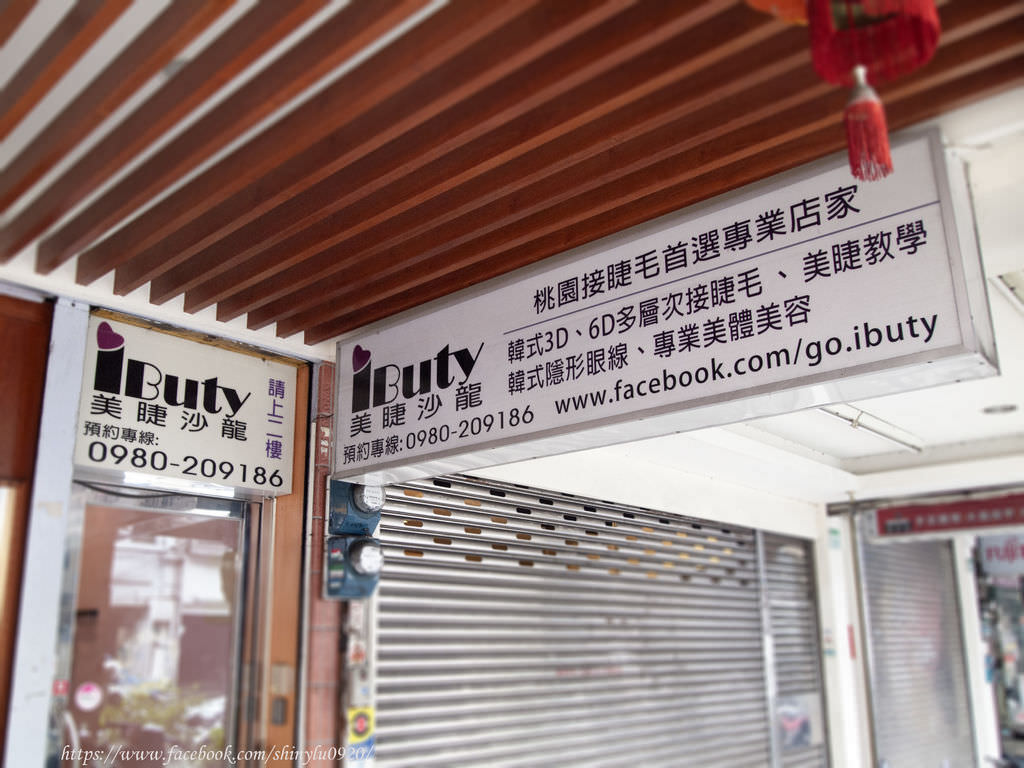 iButy
美睫沙龍
請上二樓
預約專線:
0980-209186
iButy
美睫沙龍
預約專線:0980-209186
桃園接睫毛首選專業店家
韓式3D、6D多層次接睫毛、美睫教學
韓式隱形眼線、專業美體美容
www.facebook.com/go.ibuty
https://www.facebook.com/shinylu0920/